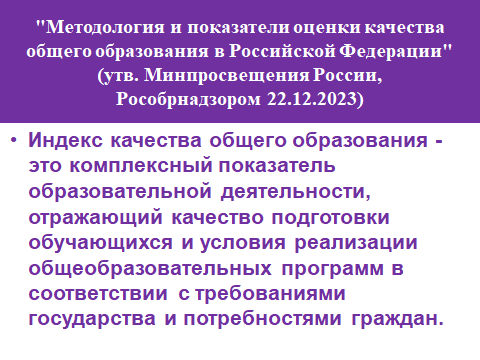 "Методология и показатели оценки качества
общего образования в Российской Федерации"
(утв. Минпросвещения России,
Рособрнадзором 22.12.2023)
• Индекс качества общего образования -
это комплексный показатель
образовательной деятельности,
отражающий качество подготовки
обучающихся и условия реализации
общеобразовательных программ в
соответствии с требованиями
государства и потребностями граждан.